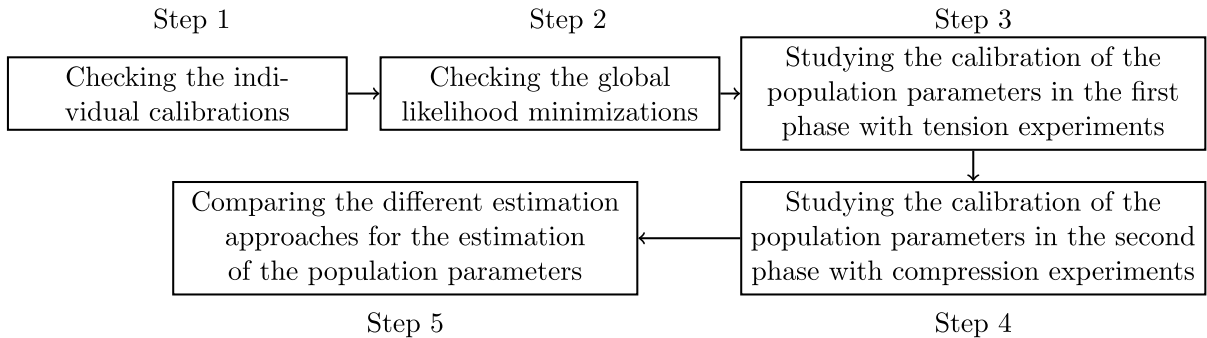 Step 1
Checking the indi-
vidual calibrations
Step 2
Checking the global
likelihood minimizations
Step 3
Studying the calibration of the
population parameters in the first
phase with tension experiments
Studying the calibration of the
population parameters in the second
phase with compression experiments
Step 4
Comparing the different estimation
approaches for the estimation
of the population parameters
Step 5